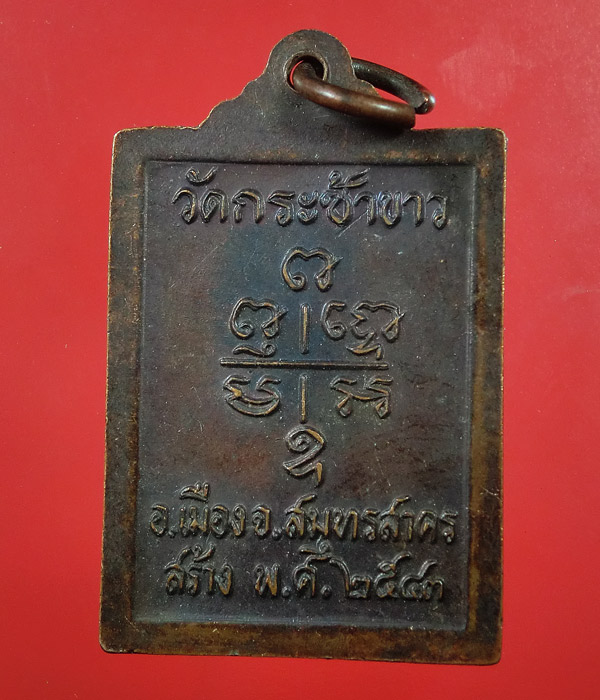 วัดกระซ้าขาว
อ.เมือง จ.สมุทรสาคร
สร้าง พ.ศ. ๒๕๔๓